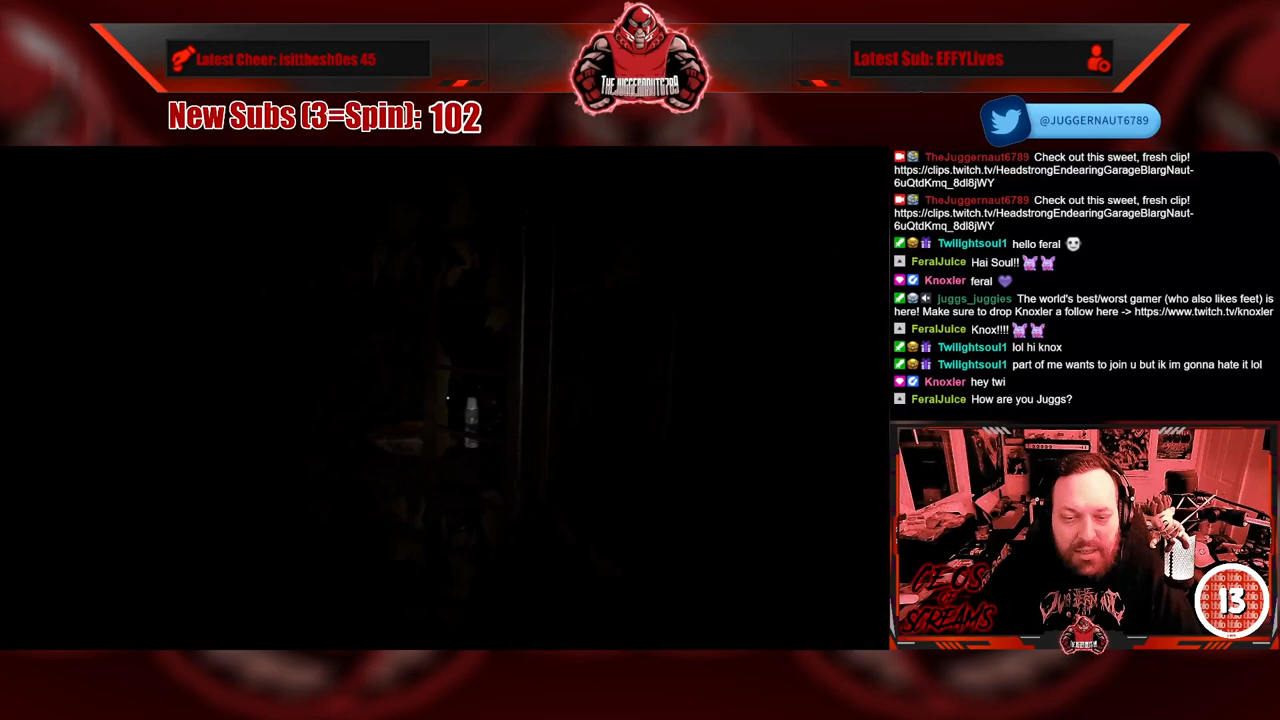 Latest Cheer: Isitthesh0es 45
THEJUGGERNAUT6789
Latest Sub: EFFYLives
New Subs (3=Spin): 102
@JUGGERNAUT6789
TheJuggernaut6789 Check out this sweet, fresh clip!
https://clips.twitch.tv/HeadstrongEndearingGarageBlargNaut-
6uQtdKmq_8dl8jWY
TheJuggernaut6789 Check out this sweet, fresh clip!
https://clips.twitch.tv/HeadstrongEndearingGarageBlargNaut-
6uQtdKmq_8dl8jWY
Twilightsoul1 hello feral
FeralJuice Hai Soul!!
Knoxler feral
juggs_juggies The world's best/worst gamer (who also likes feet) is
here! Make sure to drop Knoxler a follow here -> https://www.twitch.tv/knoxler
FeralJuice Knox!!!!
Twilightsoul1 lol hi knox
Twilightsoul1 part of me wants to join u but ik im gonna hate it lol
Knoxler hey twi
FeralJuice How are you Juggs?
CEOS
OF
SCREAMS
13